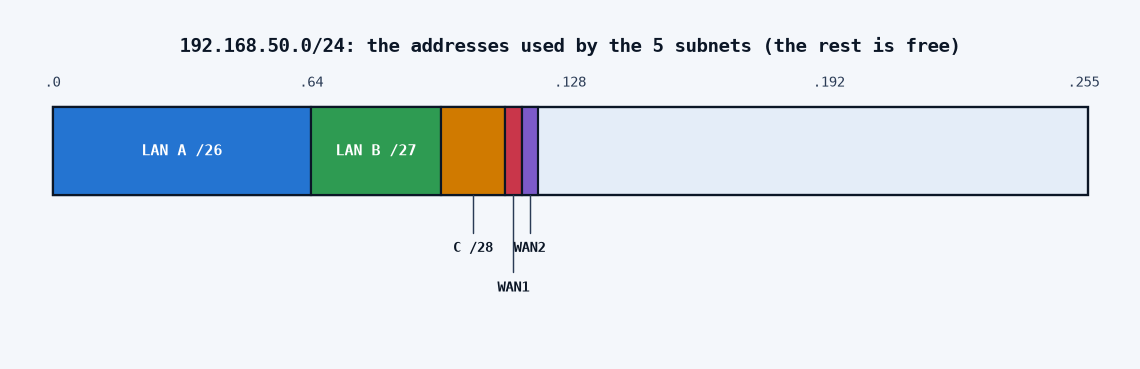 192.168.50.0/24: the addresses used by the 5 subnets (the rest is free)
.0 .64 .128 .192 .255
LAN A /26 LAN B /27
C /28 WAN2
WAN1